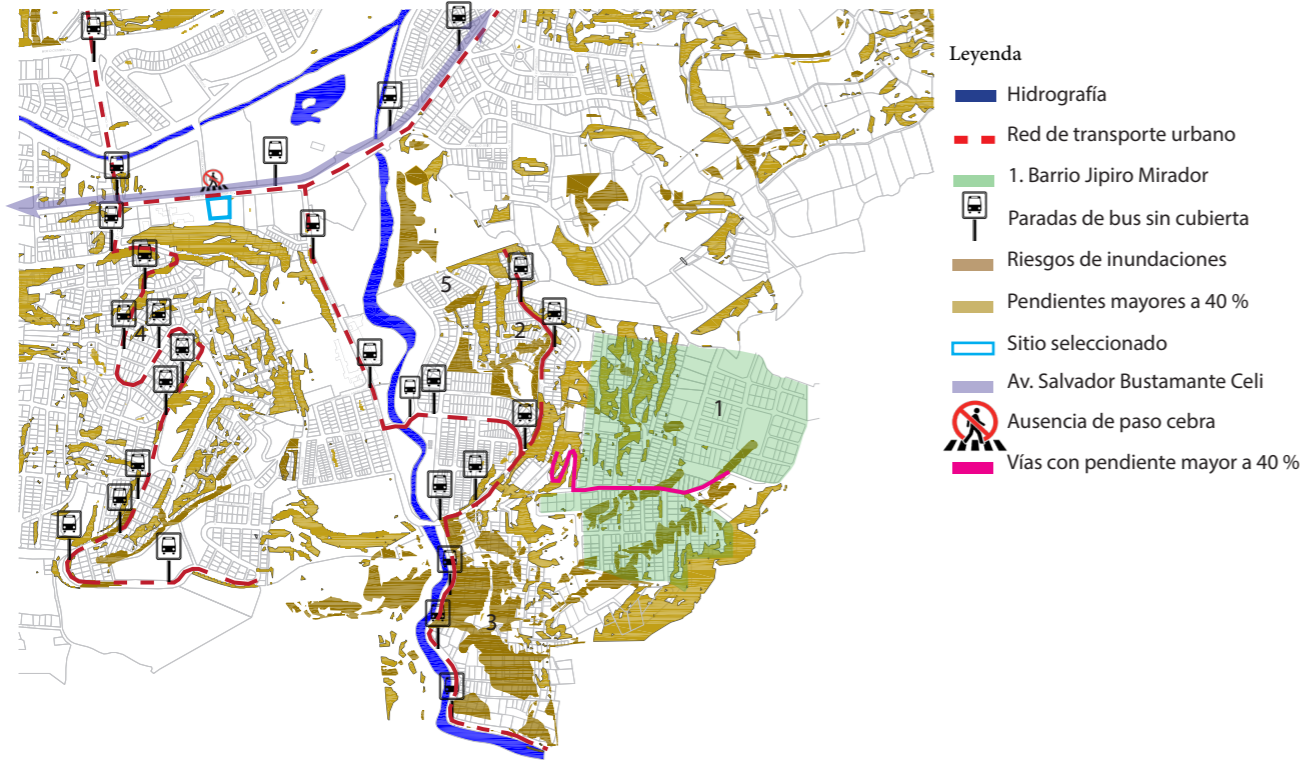 Leyenda
Hidrografía
Red de transporte urbano
1. Barrio Jipiro Mirador
Paradas de bus sin cubierta
Riesgos de inundaciones
Pendientes mayores a 40 %
Sitio seleccionado
Av. Salvador Bustamante Celi
Ausencia de paso cebra
Vías con pendiente mayor a 40 %
5
2
4
1
3